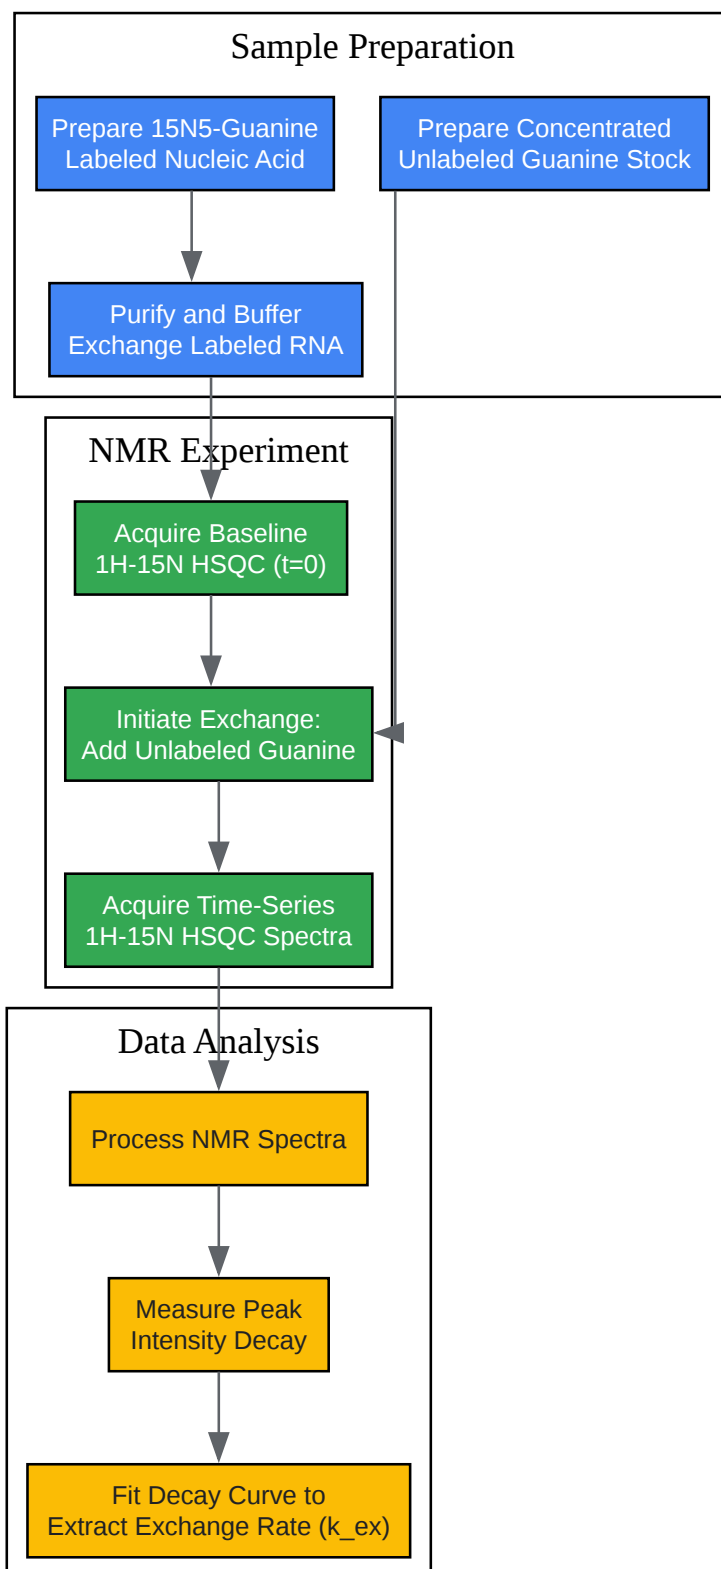 Sample Preparation
Prepare 15N5-Guanine
Labeled Nucleic Acid
Prepare Concentrated
Unlabeled Guanine Stock
Purify and Buffer
Exchange Labeled RNA
NMR Experiment
Acquire Baseline
1H-15N HSQC (t=0)
Initiate Exchange:
Add Unlabeled Guanine
Acquire Time-Series
1H-15N HSQC Spectra
Data Analysis
Process NMR Spectra
Measure Peak
Intensity Decay
Fit Decay Curve to
Extract Exchange Rate (k_ex)